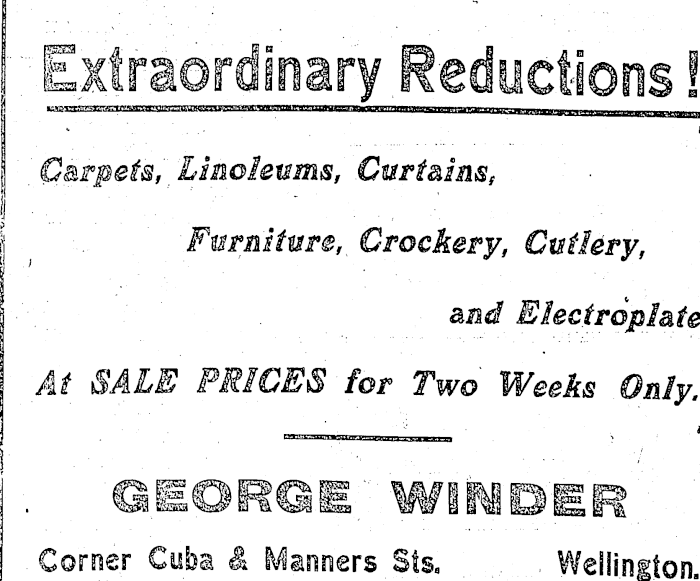 Extraordinary Reductions!
Carpets, Linoleums, Curtains,
Furniture, Crockery, Cutlery,
and Electroplate
At SALE PRICES for Two Weeks Only.
GEORGE WINDER
Corner Cuba & Manners Sts. Wellington.